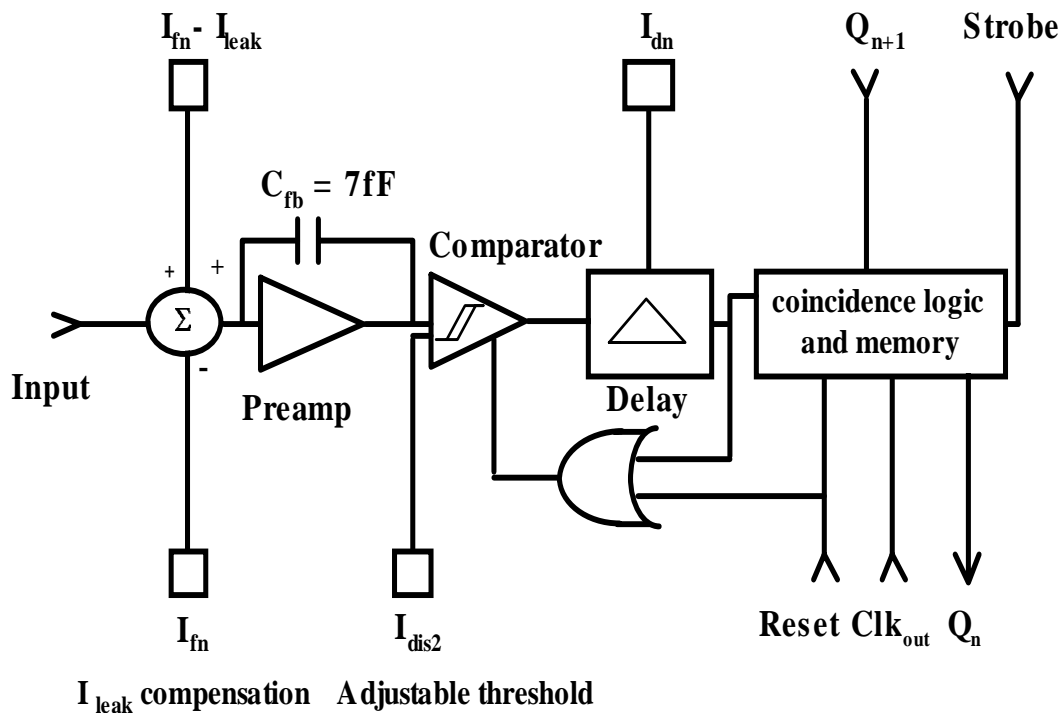 I_fn - I_leak
I_dn
Q_n+1
Strobe
C_fb = 7fF
Comparator
+
+
Σ
-
coincidence logic
and memory
Input
Preamp
Delay
I_fn
I_dis2
Reset Clk_out Q_n
I_leak compensation
Adjustable threshold